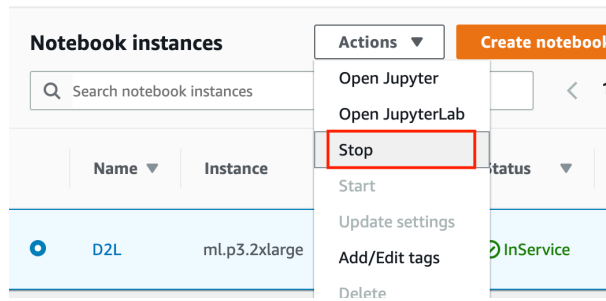 Notebook instances
Actions
Create notebook
Search notebook instances
Open Jupyter
Open JupyterLab
Stop
Name
Instance
Status
Start
Update settings
D2L
ml.p3.2xlarge
InService
Add/Edit tags
Delete